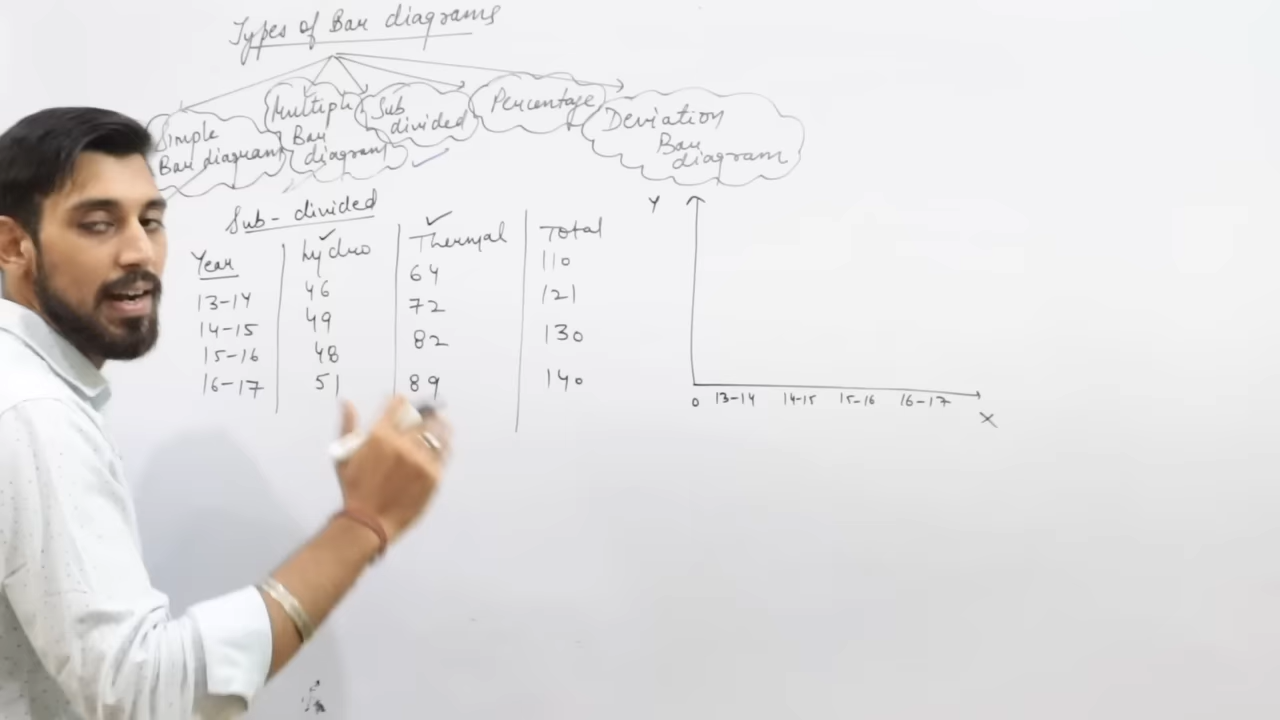 Types of Bar diagrams
Simple
Bar diagram
Multiple
Bar
diagram
Sub
divided
Percentage
Deviation
Bar
diagram
Sub-divided
Year hydro Thermal Total
13-14 46 64 110
14-15 49 72 121
15-16 48 82 130
16-17 51 89 140
Y
0 13-14 14-15 15-16 16-17
X